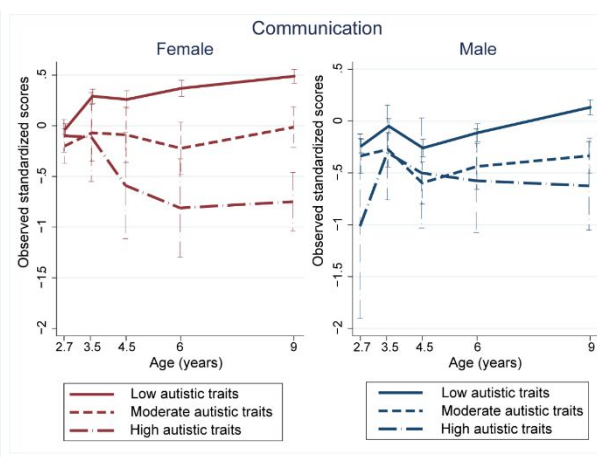 Communication
Female
Observed standardized scores
.5
0
-.5
-1
-1.5
-2
2.7 3.5 4.5 6 9
Age (years)
Low autistic traits
Moderate autistic traits
High autistic traits
Male
Observed standardized scores
.5
0
-.5
-1
-1.5
-2
2.7 3.5 4.5 6 9
Age (years)
Low autistic traits
Moderate autistic traits
High autistic traits